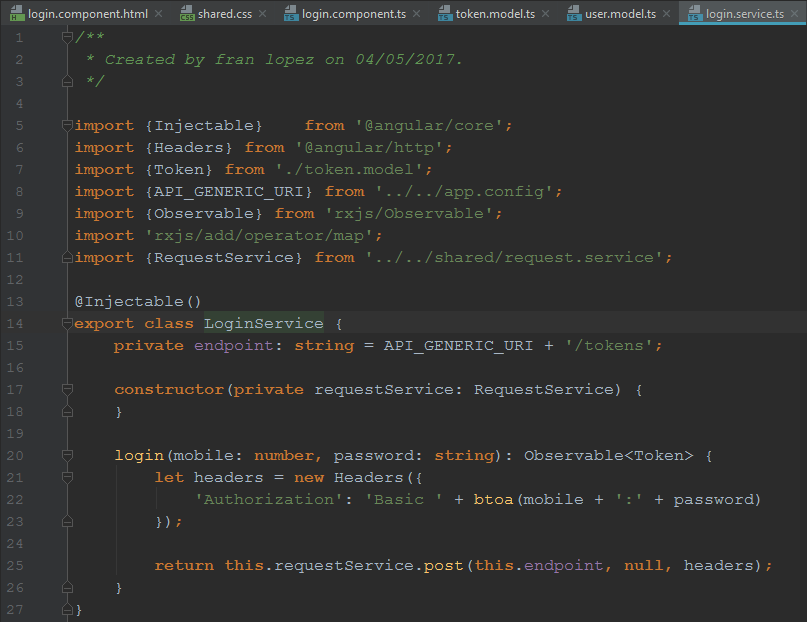 login.component.html shared.css login.component.ts token.model.ts user.model.ts login.service.ts
1 /**
2  * Created by fran lopez on 04/05/2017.
3  */
4
5 import {Injectable}    from '@angular/core';
6 import {Headers} from '@angular/http';
7 import {Token} from './token.model';
8 import {API_GENERIC_URI} from '../../app.config';
9 import {Observable} from 'rxjs/Observable';
10 import 'rxjs/add/operator/map';
11 import {RequestService} from '../../shared/request.service';
12
13 @Injectable()
14 export class LoginService {
15     private endpoint: string = API_GENERIC_URI + '/tokens';
16
17     constructor(private requestService: RequestService) {
18     }
19
20     login(mobile: number, password: string): Observable<Token> {
21         let headers = new Headers({
22             'Authorization': 'Basic ' + btoa(mobile + ':' + password)
23         });
24
25         return this.requestService.post(this.endpoint, null, headers);
26     }
27 }